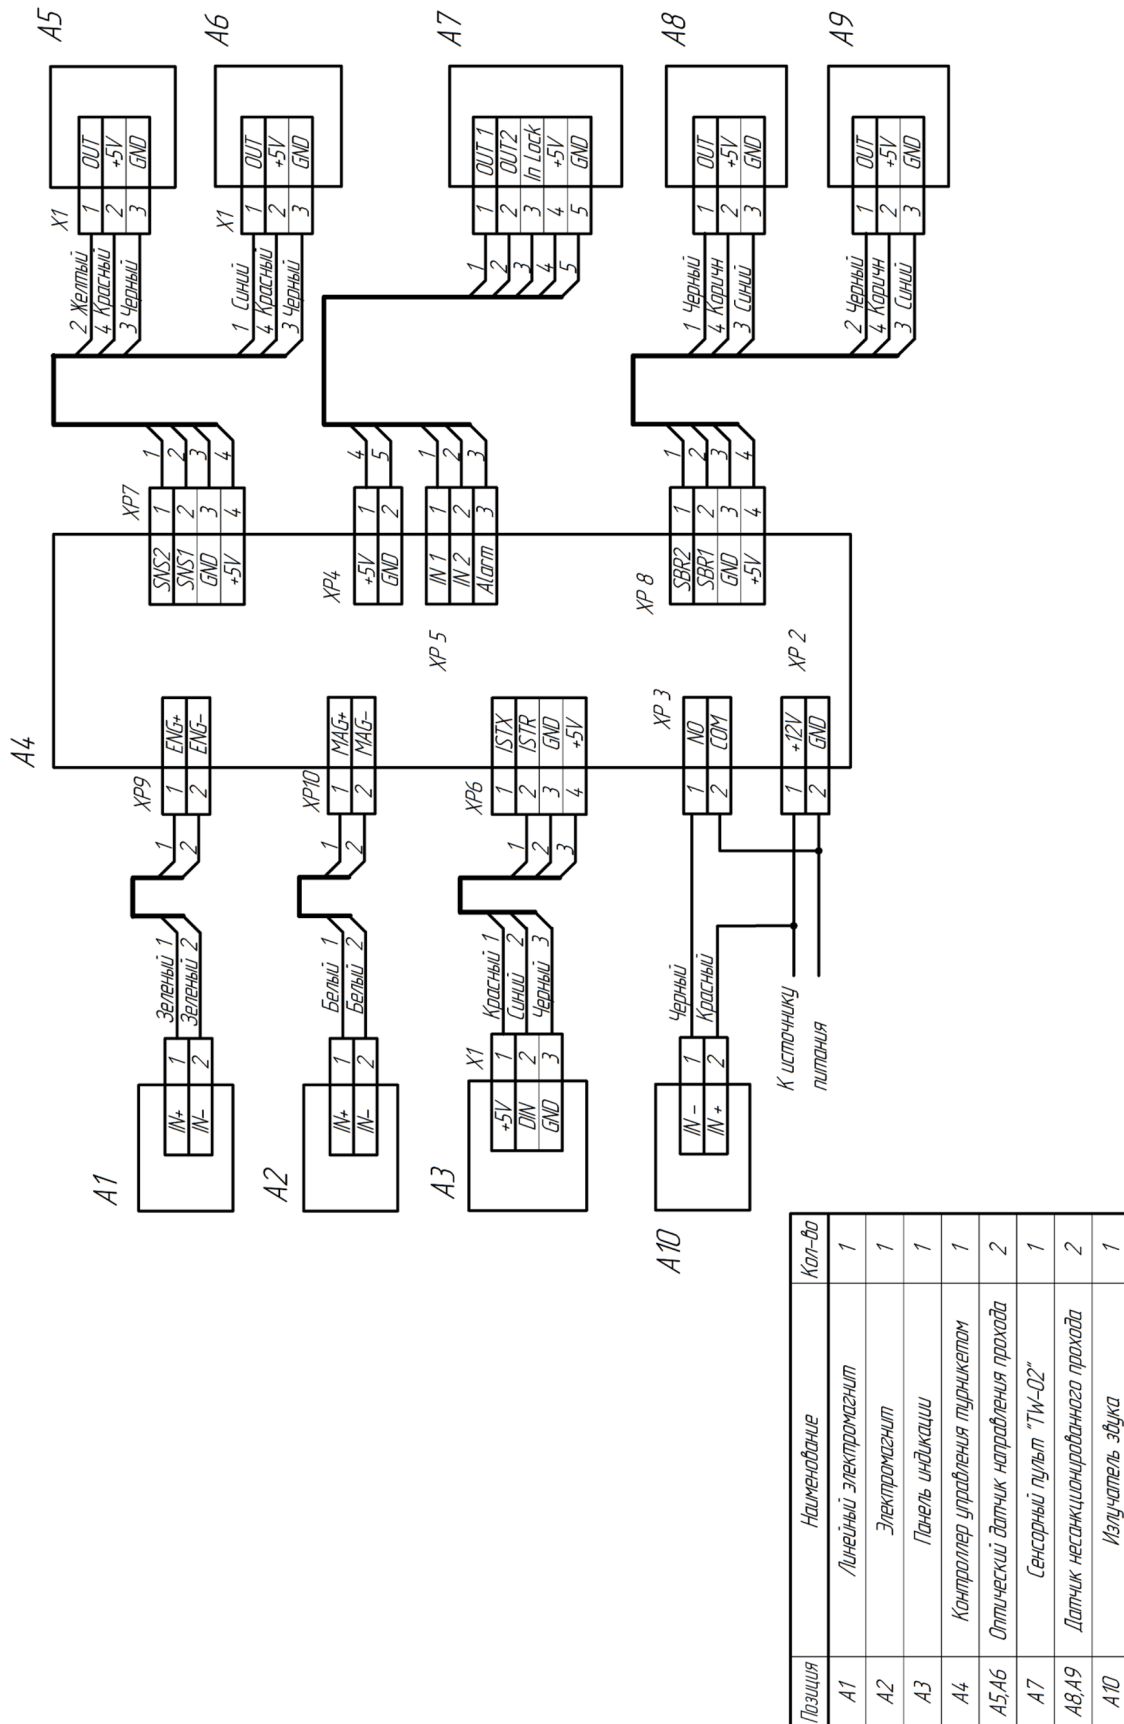 A5
X1
1 OUT
2 +5V
3 GND
2 Желтый
4 Красный
3 Черный
A6
X1
1 OUT
2 +5V
3 GND
1 Синий
4 Красный
3 Черный
A7
1 OUT 1
2 OUT2
3 In Lock
4 +5V
5 GND
1
2
3
4
5
A8
1 OUT
2 +5V
3 GND
1 Черный
4 Коричн
3 Синий
A9
1 OUT
2 +5V
3 GND
2 Черный
4 Коричн
3 Синий
A4
XP7
1
2
3
4
SNS2 1
SNS1 2
GND 3
+5V 4
XP4
4
5
+5V 1
GND 2
XP 5
1
2
3
IN 1 1
IN 2 2
Alarm 3
XP 8
1
2
3
4
SBR2 1
SBR1 2
GND 3
+5V 4
XP9
1 ENG+
2 ENG-
1
2
XP10
1 MAG+
2 MAG-
1
2
XP6
1 ISTX
2 ISTR
3 GND
4 +5V
1
2
3
XP 3
1 NO
2 COM
XP 2
1 +12V
2 GND
A1
IN+ 1
IN- 2
Зеленый 1
Зеленый 2
A2
IN+ 1
IN- 2
Белый 1
Белый 2
A3
X1
+5V 1
DIN 2
GND 3
Красный 1
Синий 2
Черный 3
A10
IN - 1
IN + 2
Черный
Красный
К источнику
питания
Позиция Наименование Кол-во
A1 Линейный электромагнит 1
A2 Электромагнит 1
A3 Панель индикации 1
A4 Контроллер управления турникетом 1
A5,A6 Оптический датчик направления прохода 2
A7 Сенсорный пульт "TW-02" 1
A8,A9 Датчик несанкционированного прохода 2
A10 Излучатель звука 1